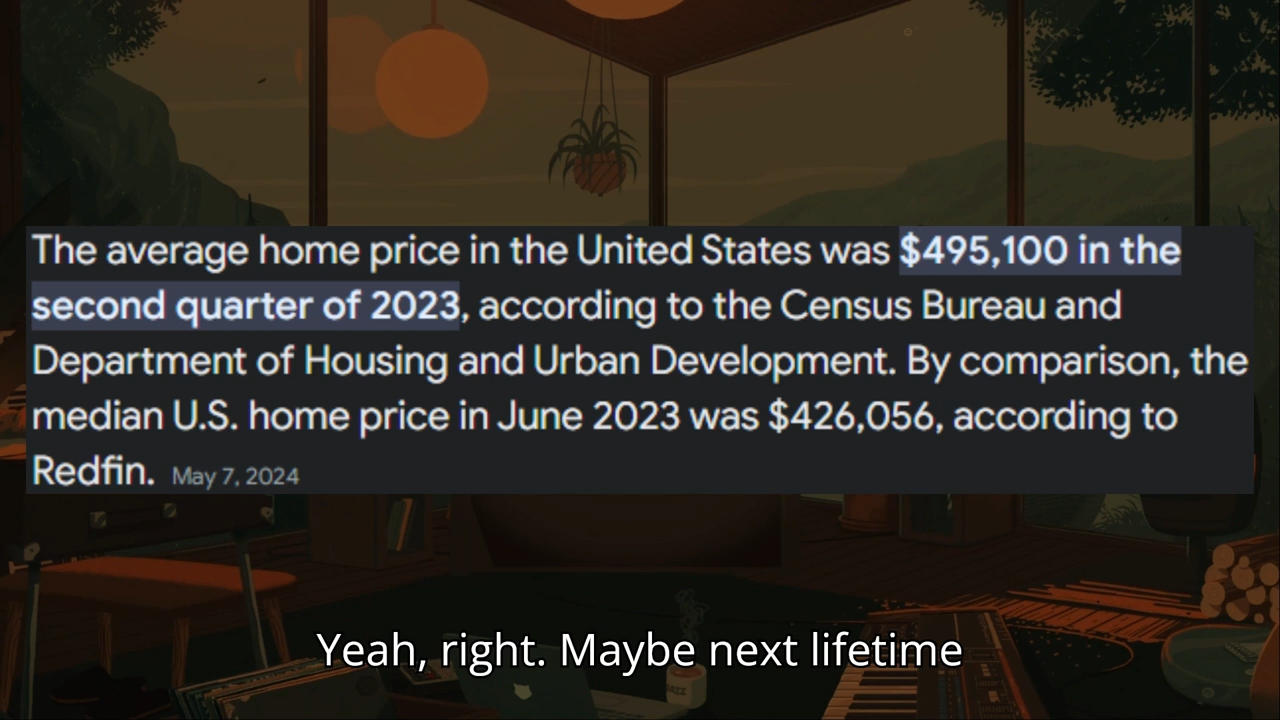 The average home price in the United States was $495,100 in the
second quarter of 2023, according to the Census Bureau and
Department of Housing and Urban Development. By comparison, the
median U.S. home price in June 2023 was $426,056, according to
Redfin. May 7, 2024
Yeah, right. Maybe next lifetime